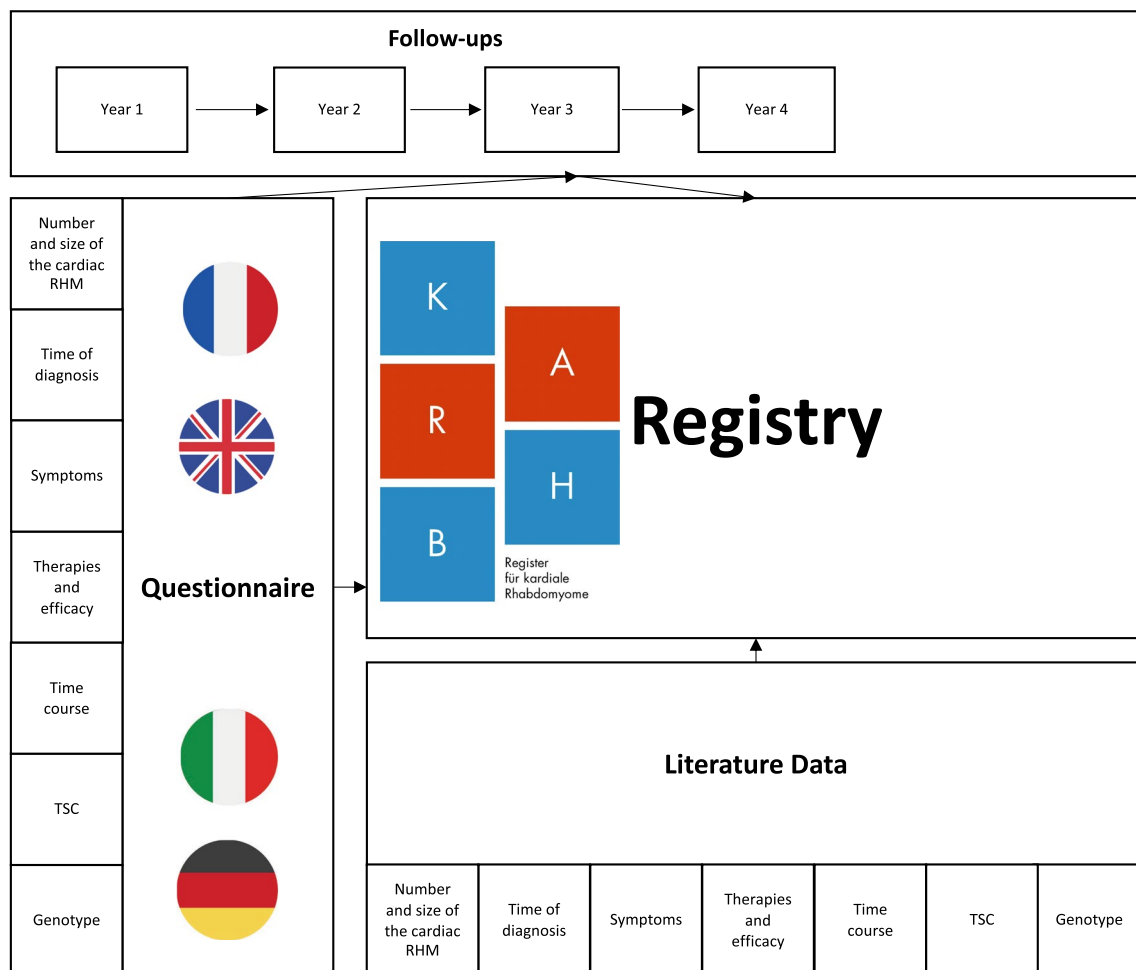 Follow-ups
Year 1
Year 2
Year 3
Year 4
Number
and size of
the cardiac
RHM
Time of
diagnosis
Symptoms
Therapies
and
efficacy
Time
course
TSC
Genotype
Questionnaire
K
A
R
H
B
Register
für kardiale
Rhabdomyome
Registry
Literature Data
Number
and size of
the cardiac
RHM
Time of
diagnosis
Symptoms
Therapies
and
efficacy
Time
course
TSC
Genotype